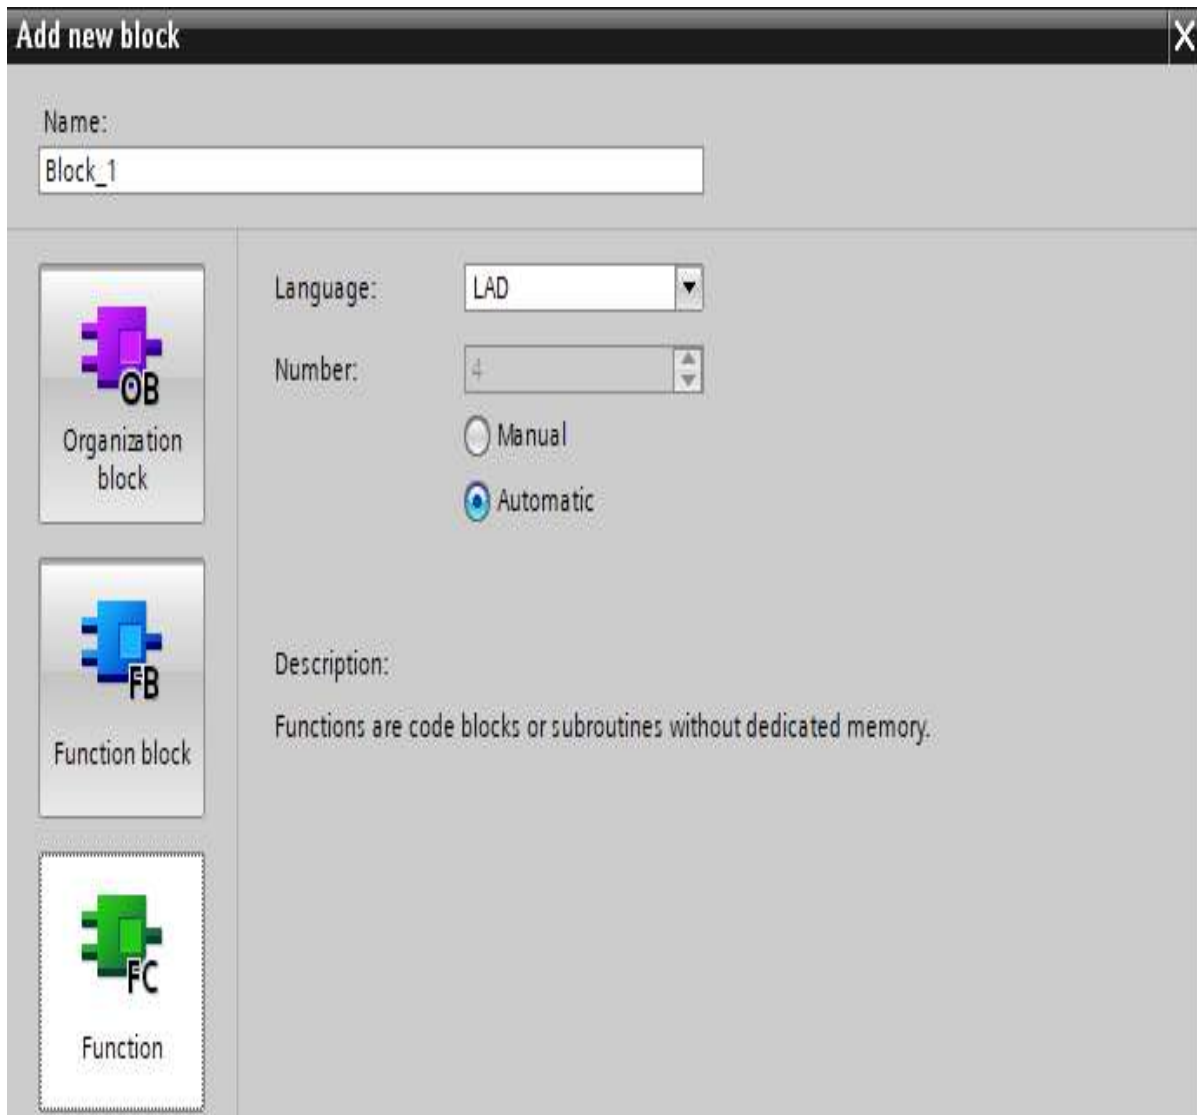 Add new block
X
Name:
Block_1
OB
Organization
block
FB
Function block
FC
Function
Language:
LAD
Number:
4
Manual
Automatic
Description:
Functions are code blocks or subroutines without dedicated memory.